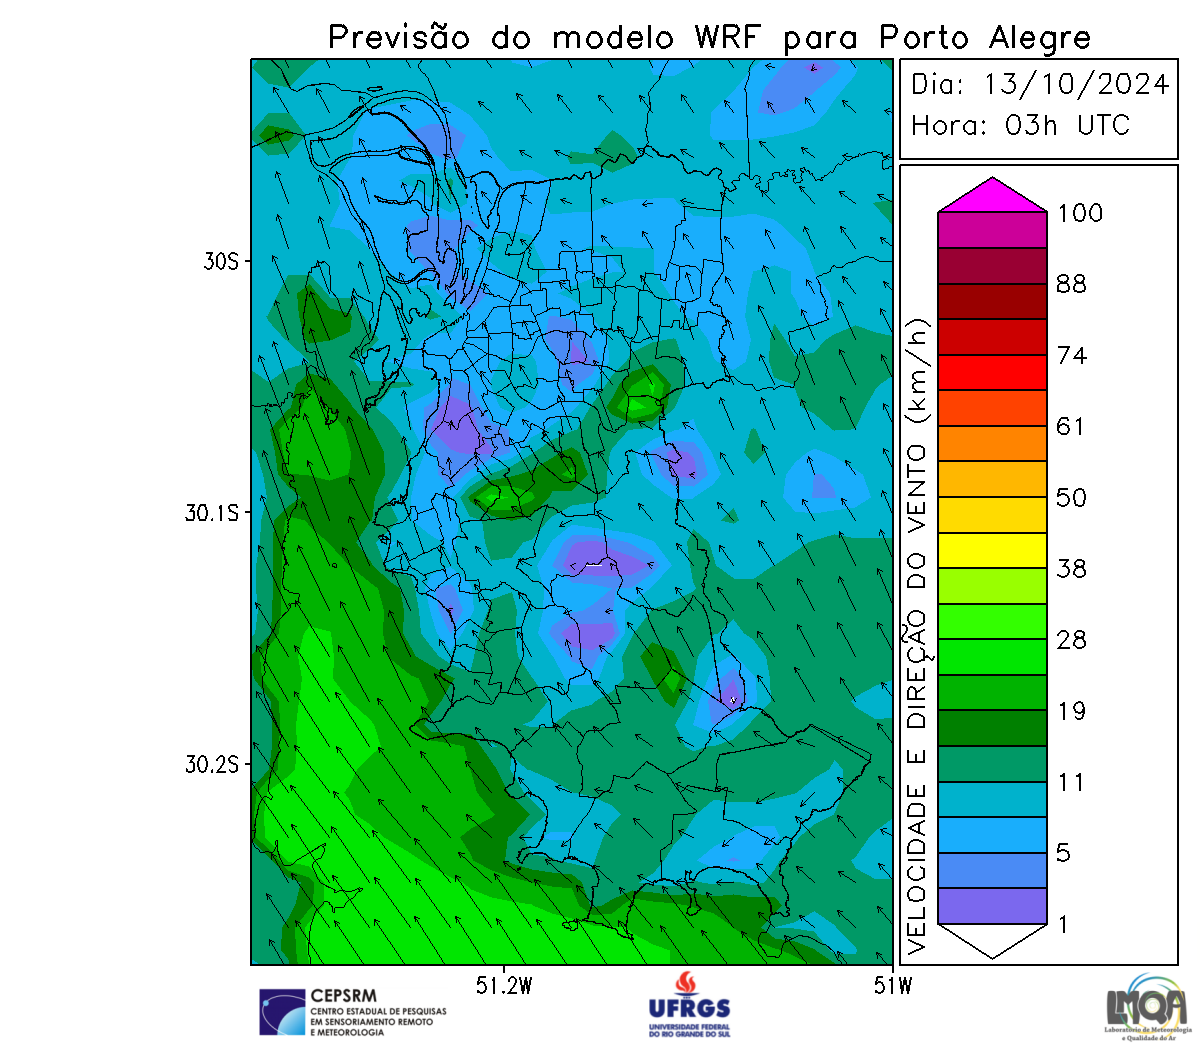 Previsão do modelo WRF para Porto Alegre
Dia: 13/10/2024
Hora: 03h UTC
30S
30.1S
30.2S
51.2W
51W
VELOCIDADE E DIREÇÃO DO VENTO (km/h)
100
88
74
61
50
38
28
19
11
5
1
CEPSRM
CENTRO ESTADUAL DE PESQUISAS
EM SENSORIAMENTO REMOTO
E METEOROLOGIA
UFRGS
UNIVERSIDADE FEDERAL
DO RIO GRANDE DO SUL
LMQA
Laboratório de Meteorologia
e Qualidade do Ar